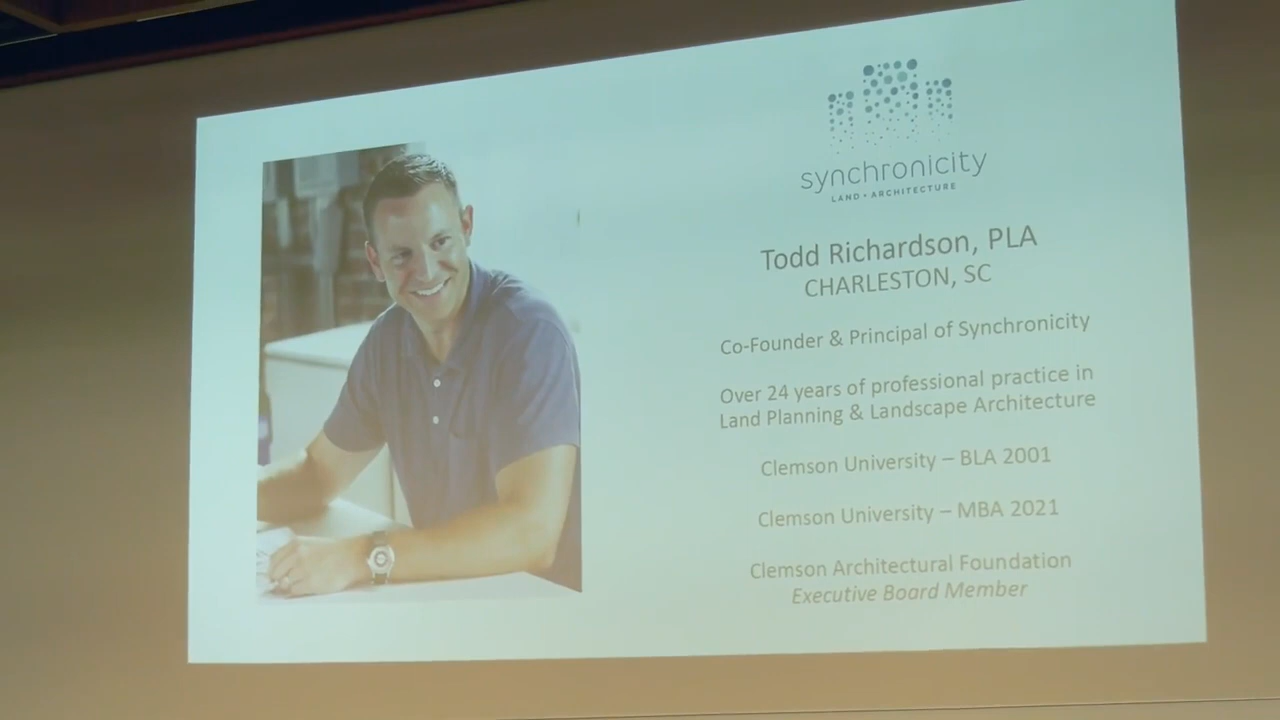 synchronicity
LAND • ARCHITECTURE
Todd Richardson, PLA
CHARLESTON, SC
Co-Founder & Principal of Synchronicity
Over 24 years of professional practice in
Land Planning & Landscape Architecture
Clemson University – BLA 2001
Clemson University – MBA 2021
Clemson Architectural Foundation
Executive Board Member